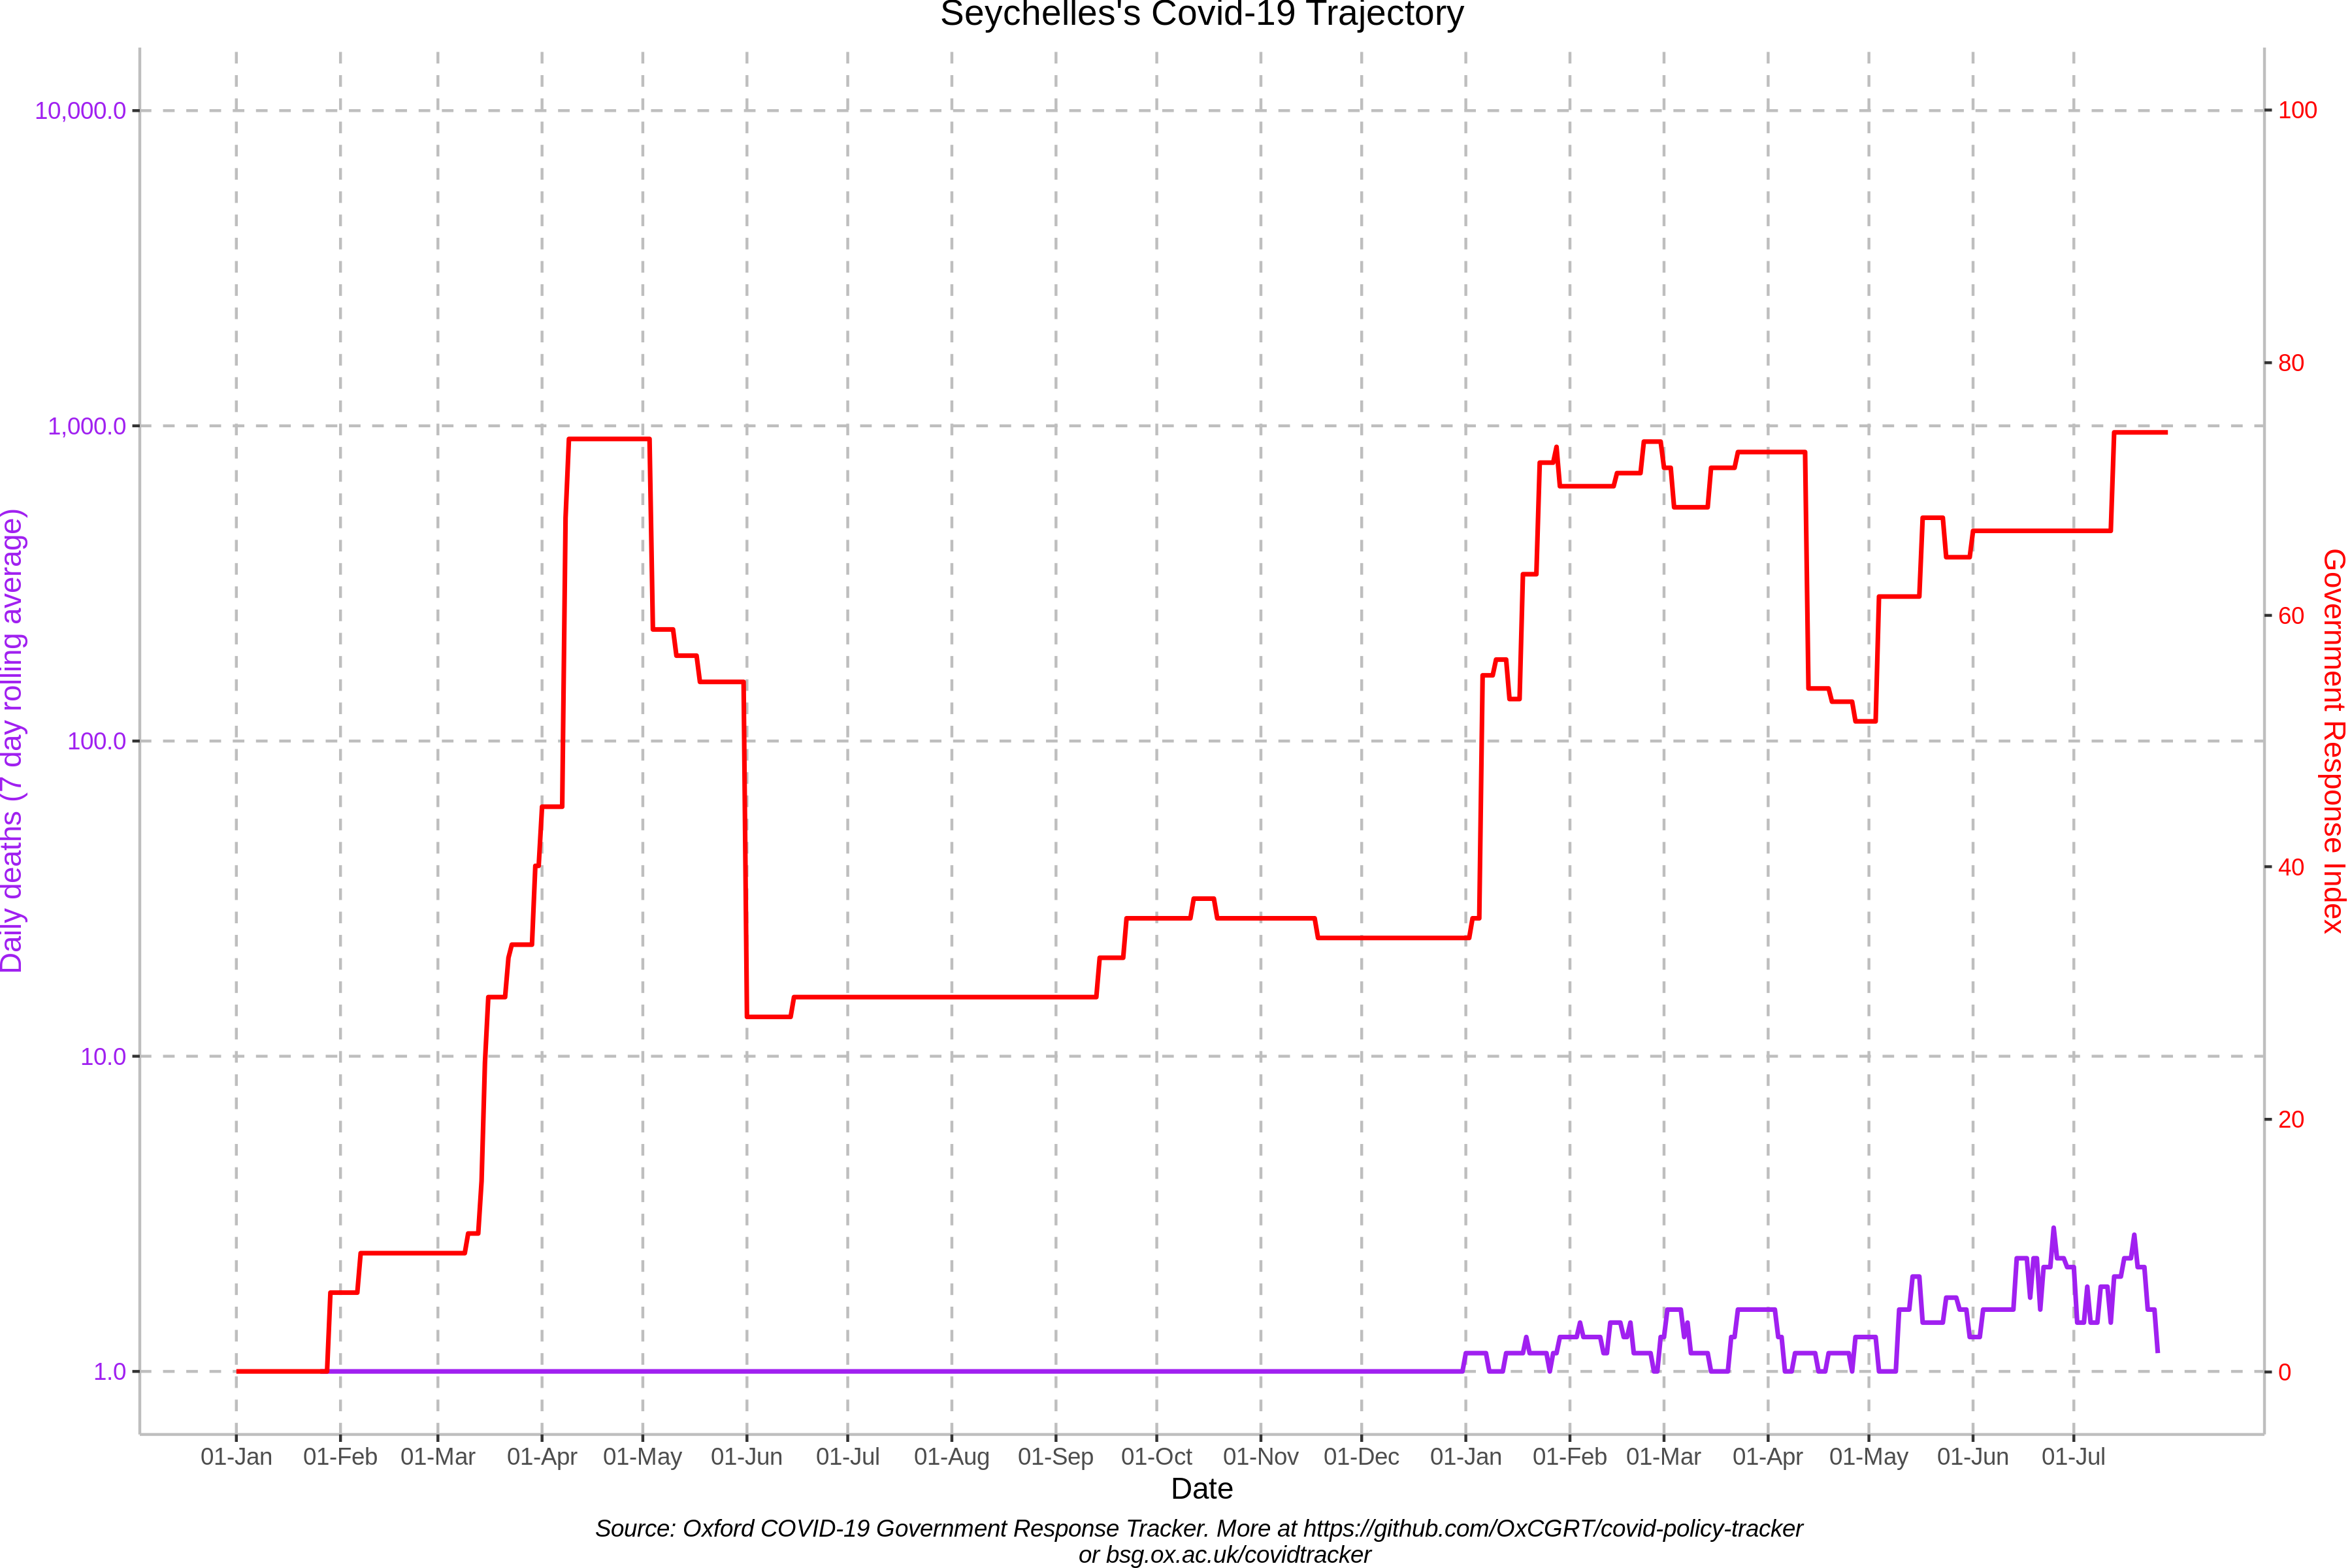 Seychelles's Covid-19 Trajectory
10,000.0
1,000.0
100.0
10.0
1.0
Daily deaths (7 day rolling average)
100
80
60
40
20
0
Government Response Index
01-Jan 01-Feb 01-Mar 01-Apr 01-May 01-Jun 01-Jul 01-Aug 01-Sep 01-Oct 01-Nov 01-Dec 01-Jan 01-Feb 01-Mar 01-Apr 01-May 01-Jun 01-Jul
Date
Source: Oxford COVID-19 Government Response Tracker. More at https://github.com/OxCGRT/covid-policy-tracker
or bsg.ox.ac.uk/covidtracker